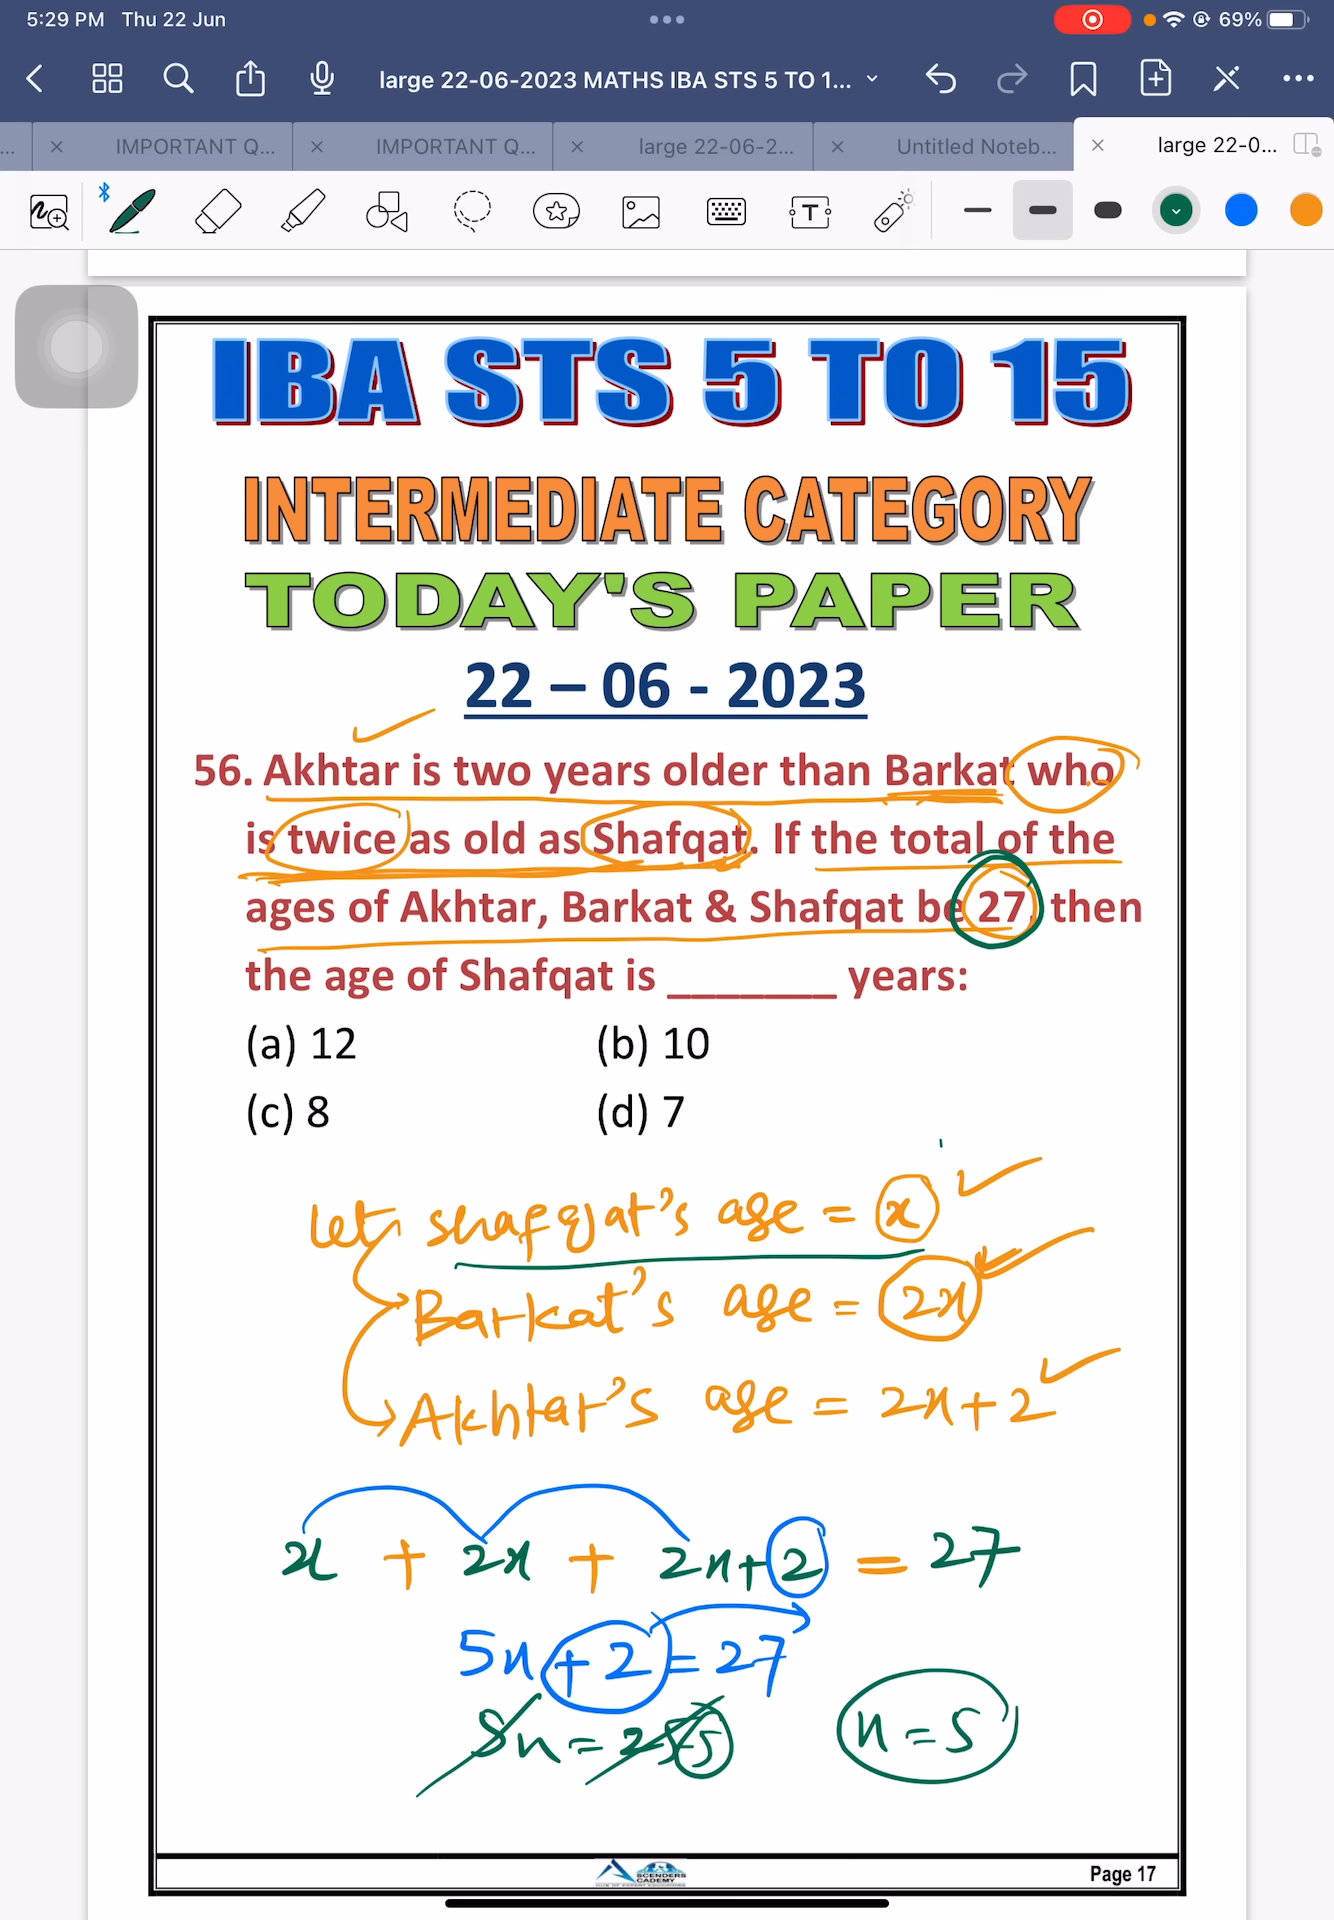 5:29 PM Thu 22 Jun
69%
large 22-06-2023 MATHS IBA STS 5 TO 1...
IMPORTANT Q... IMPORTANT Q... large 22-06-2... Untitled Noteb... large 22-0...
IBA STS 5 TO 15
INTERMEDIATE CATEGORY
TODAY'S PAPER
22 – 06 - 2023
56. Akhtar is two years older than Barkat who
is twice as old as Shafqat. If the total of the
ages of Akhtar, Barkat & Shafqat be 27, then
the age of Shafqat is _______ years:
(a) 12 (b) 10
(c) 8 (d) 7
Let shafqat's age = x
Barkat's age = 2x
Akhtar's age = 2x+2
x + 2x + 2x+2 = 27
5x+2=27
5x=25 5 x=5
SCENDERS
CADEMY
Page 17